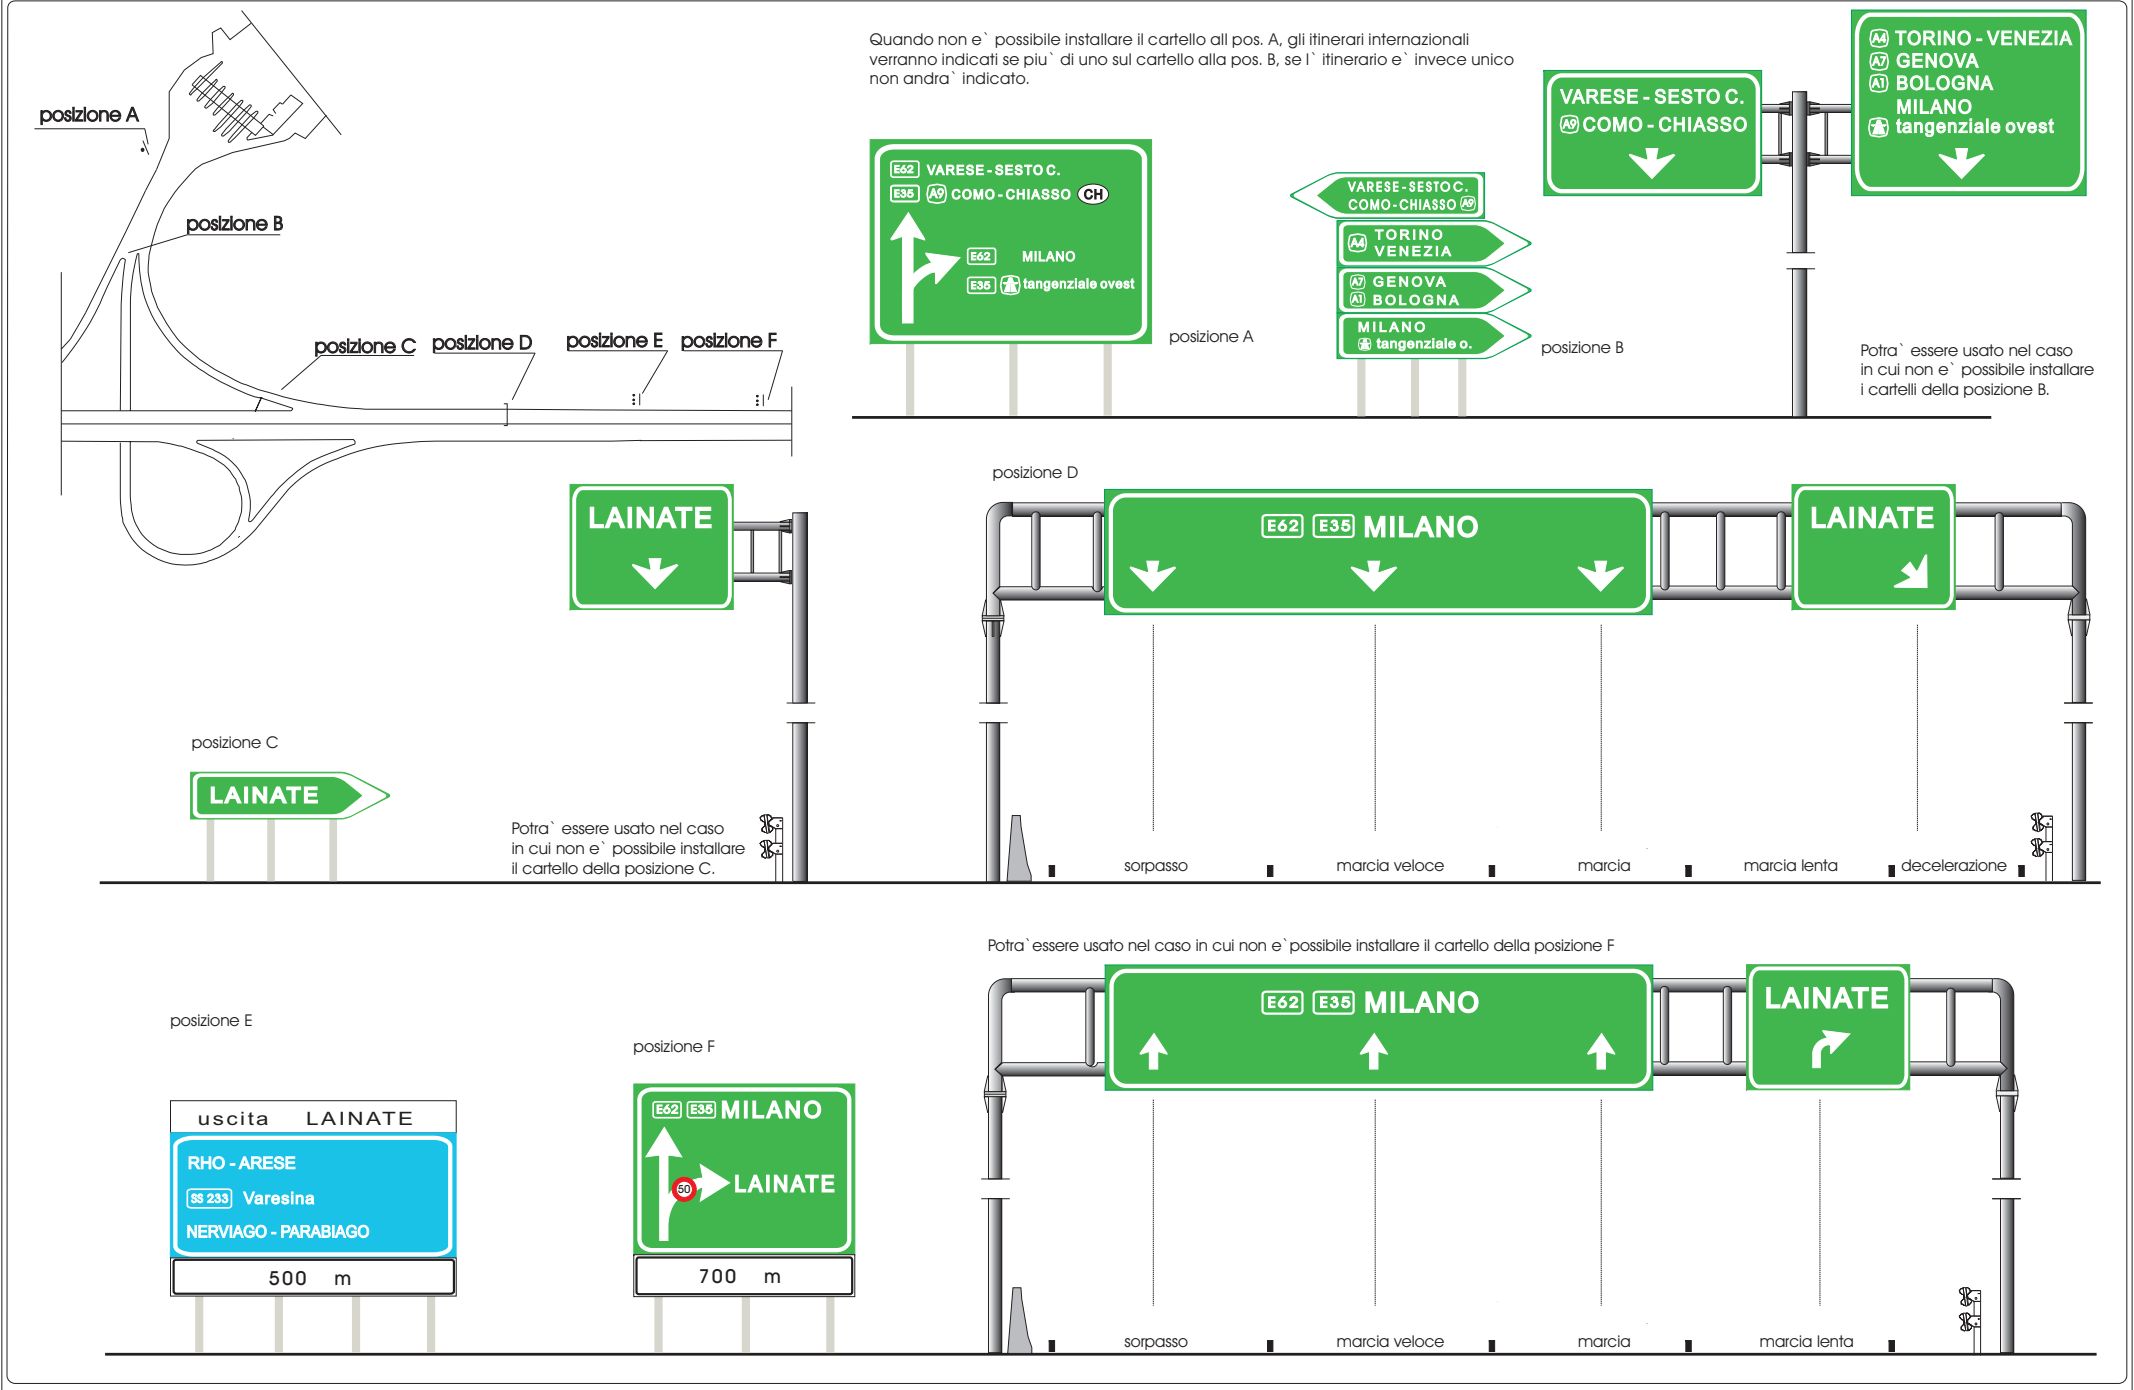 posizione A
posizione B
posizione C
posizione D
posizione E
posizione F
Quando non e` possibile installare il cartello all pos. A, gli itinerari internazionali
verranno indicati se piu` di uno sul cartello alla pos. B, se l` itinerario e` invece unico
non andra` indicato.
E62 VARESE - SESTO C.
E35 A9 COMO - CHIASSO CH
E62 MILANO
E35 tangenziale ovest
posizione A
VARESE - SESTO C.
COMO - CHIASSO A9
A4 TORINO
VENEZIA
A7 GENOVA
A1 BOLOGNA
MILANO
tangenziale o.
posizione B
VARESE - SESTO C.
A9 COMO - CHIASSO
A4 TORINO - VENEZIA
A7 GENOVA
A1 BOLOGNA
MILANO
tangenziale ovest
Potra` essere usato nel caso
in cui non e` possibile installare
i cartelli della posizione B.
posizione C
LAINATE
LAINATE
Potra` essere usato nel caso
in cui non e` possibile installare
il cartello della posizione C.
posizione D
E62 E35 MILANO
LAINATE
sorpasso
marcia veloce
marcia
marcia lenta
decelerazione
posizione E
uscita LAINATE
RHO - ARESE
SS 233 Varesina
NERVIAGO - PARABIAGO
500 m
posizione F
E62 E35 MILANO
50 LAINATE
700 m
Potra` essere usato nel caso in cui non e` possibile installare il cartello della posizione F
E62 E35 MILANO
LAINATE
sorpasso
marcia veloce
marcia
marcia lenta